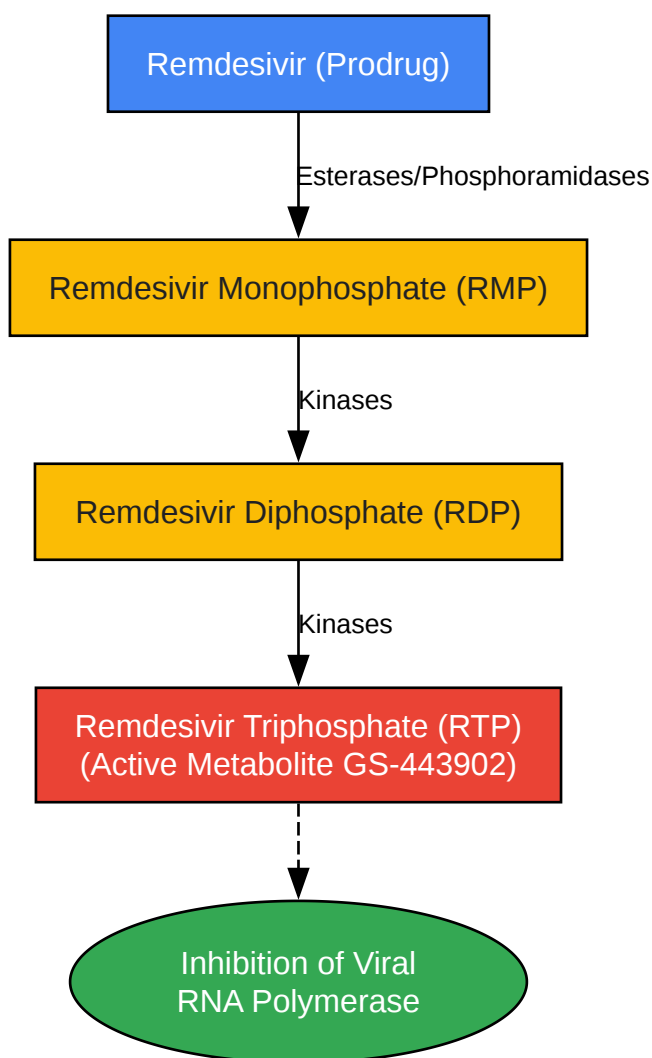 Remdesivir (Prodrug)
Esterases/Phosphoramidases
Remdesivir Monophosphate (RMP)
Kinases
Remdesivir Diphosphate (RDP)
Kinases
Remdesivir Triphosphate (RTP)
(Active Metabolite GS-443902)
Inhibition of Viral
RNA Polymerase